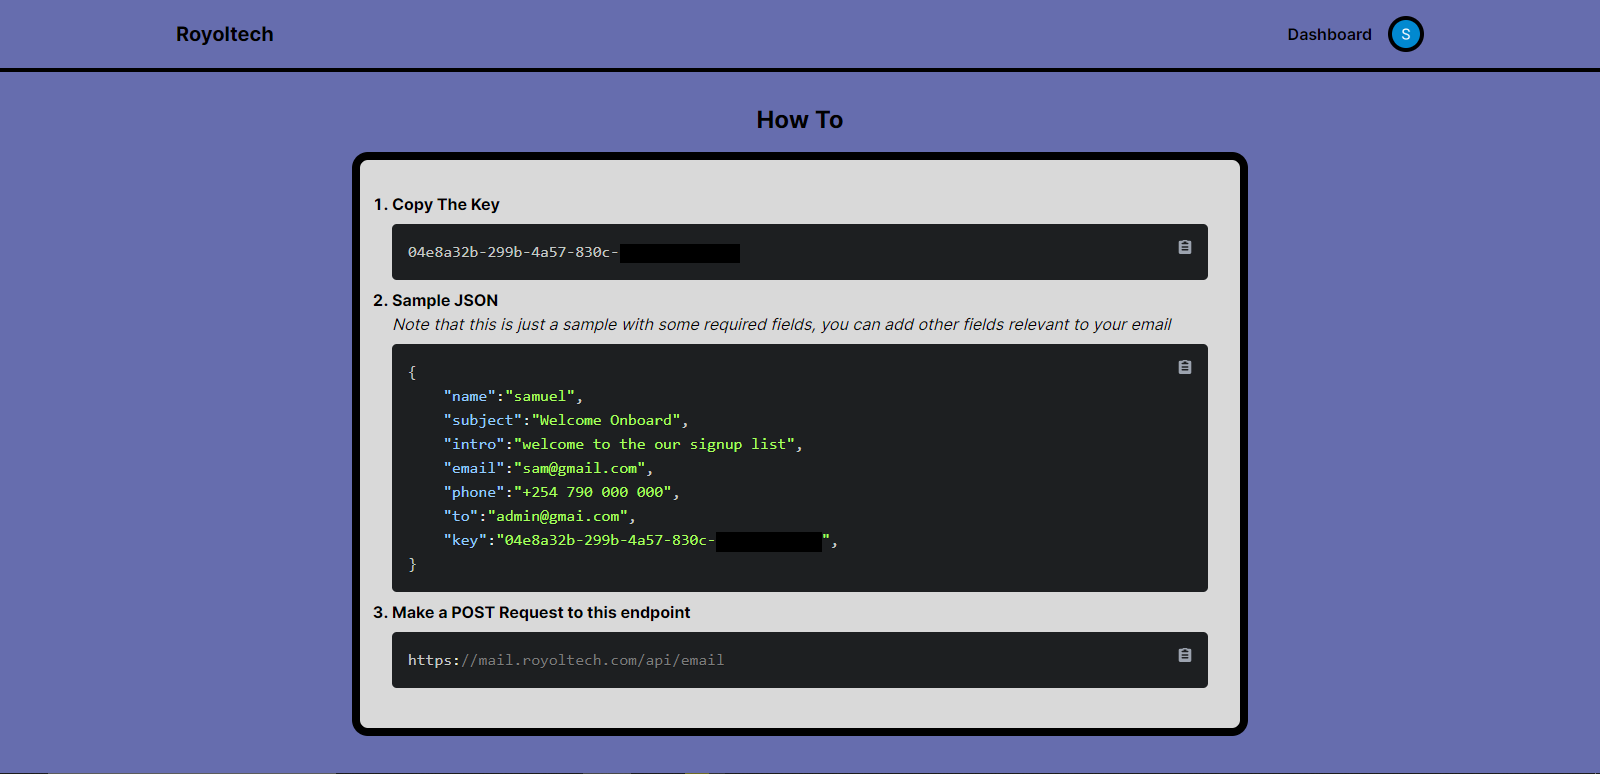 Royoltech
Dashboard
S
How To
1. Copy The Key
04e8a32b-299b-4a57-830c-
2. Sample JSON
Note that this is just a sample with some required fields, you can add other fields relevant to your email
{
"name":"samuel",
"subject":"Welcome Onboard",
"intro":"welcome to the our signup list",
"email":"sam@gmail.com",
"phone":"+254 790 000 000",
"to":"admin@gmai.com",
"key":"04e8a32b-299b-4a57-830c-",
}
3. Make a POST Request to this endpoint
https://mail.royoltech.com/api/email